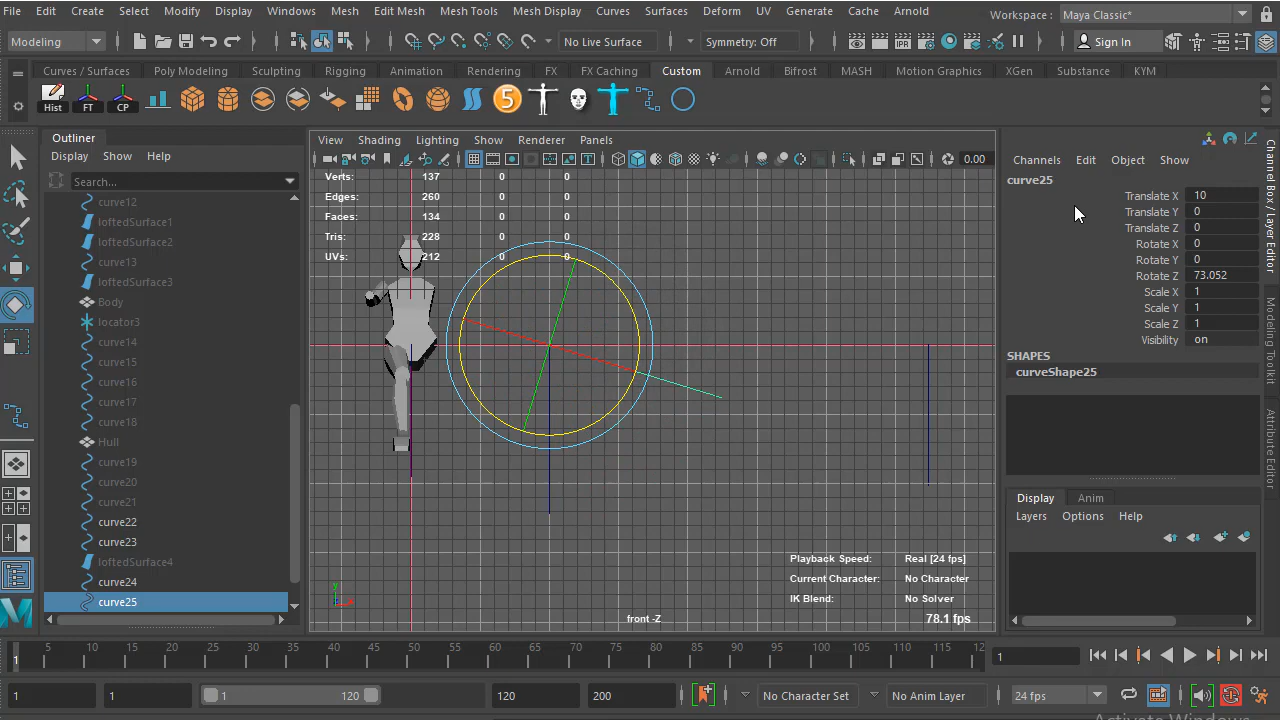 File Edit Create Select Modify Display Windows Mesh Edit Mesh Mesh Tools Mesh Display Curves Surfaces Deform UV Generate Cache Arnold Workspace: Maya Classic*
Modeling No Live Surface Symmetry: Off IPR Sign In
Curves / Surfaces Poly Modeling Sculpting Rigging Animation Rendering FX FX Caching Custom Arnold Bifrost MASH Motion Graphics XGen Substance KYM
Hist FT CP 5
Outliner
Display Show Help
Search...
curve12
loftedSurface1
loftedSurface2
curve13
loftedSurface3
Body
locator3
curve14
curve15
curve16
curve17
curve18
Hull
curve19
curve20
curve21
curve22
curve23
loftedSurface4
curve24
curve25
View Shading Lighting Show Renderer Panels
0.00
Verts: 137 0 0
Edges: 260 0 0
Faces: 134 0 0
Tris: 228 0 0
UVs: 212 0 0
Playback Speed: Real [24 fps]
Current Character: No Character
IK Blend: No Solver
y
front -Z 78.1 fps
Channels Edit Object Show
curve25
Translate X 10
Translate Y 0
Translate Z 0
Rotate X 0
Rotate Y 0
Rotate Z 73.052
Scale X 1
Scale Y 1
Scale Z 1
Visibility on
SHAPES
curveShape25
Display Anim
Layers Options Help
Channel Box / Layer Editor
Modeling Toolkit
Attribute Editor
1 5 10 15 20 25 30 35 40 45 50 55 60 65 70 75 80 85 90 95 100 105 110 115 12 1
1 1 1 120 120 200 No Character Set No Anim Layer 24 fps
Activate Windows